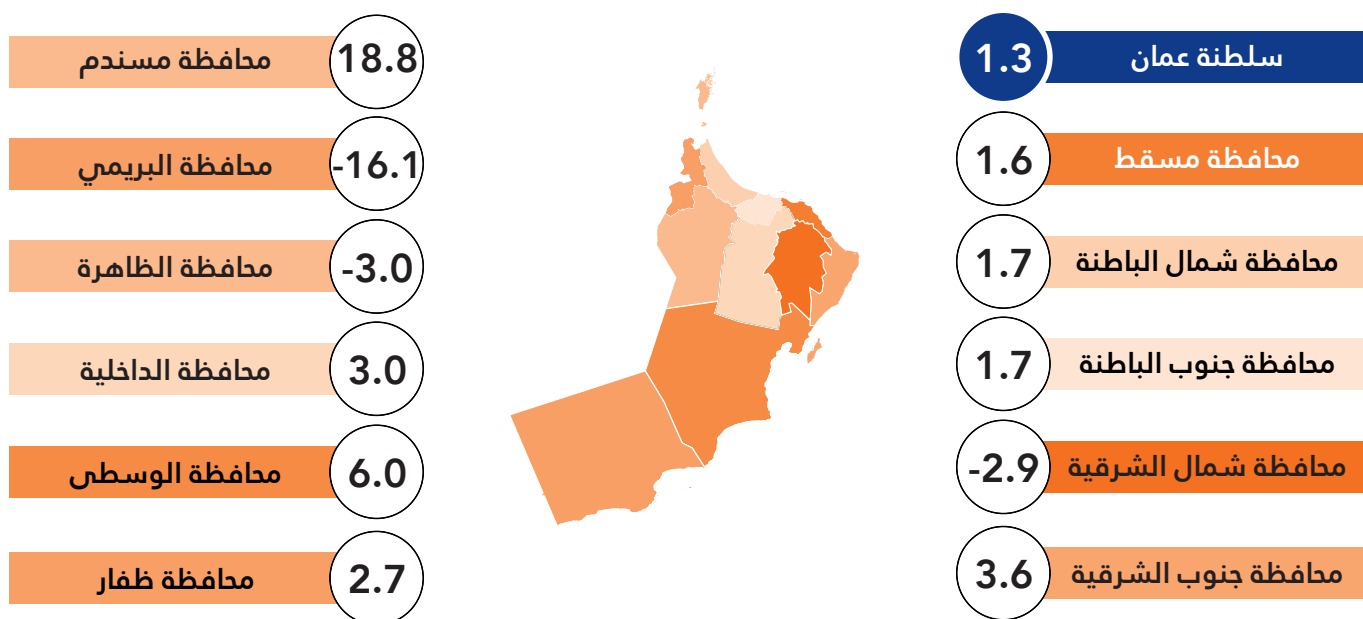 سلطنة عمان
1.3
محافظة مسقط
1.6
محافظة شمال الباطنة
1.7
محافظة جنوب الباطنة
1.7
محافظة شمال الشرقية
-2.9
محافظة جنوب الشرقية
3.6
محافظة مسندم
18.8
محافظة البريمي
-16.1
محافظة الظاهرة
-3.0
محافظة الداخلية
3.0
محافظة الوسطى
6.0
محافظة ظفار
2.7